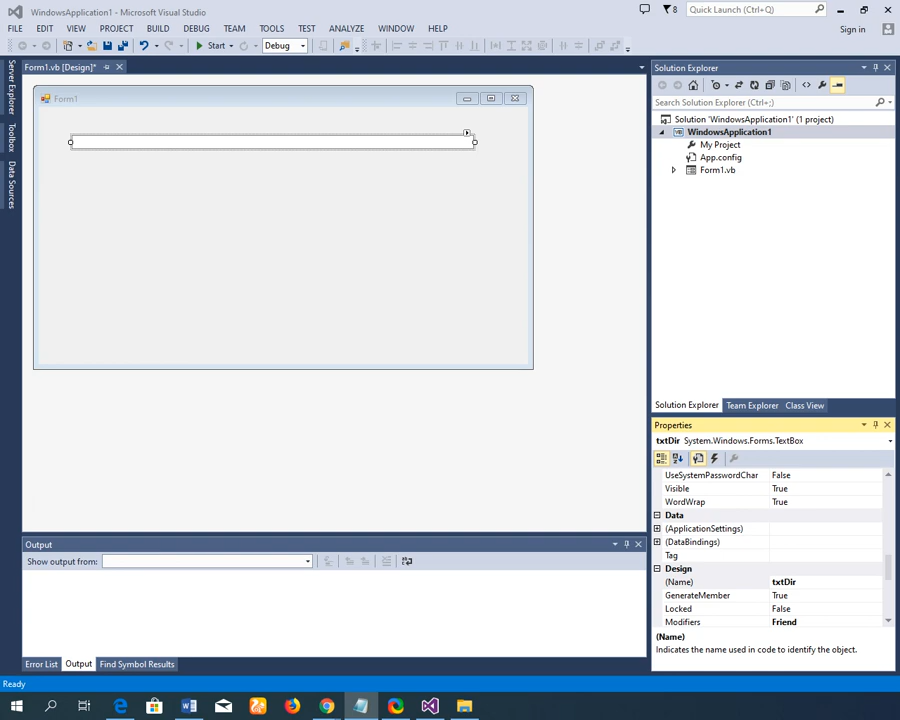 WindowsApplication1 - Microsoft Visual Studio
8
Quick Launch (Ctrl+Q)
FILE EDIT VIEW PROJECT BUILD DEBUG TEAM TOOLS TEST ANALYZE WINDOW HELP
Sign in
Start Debug
Server Explorer
Toolbox
Data Sources
Form1.vb [Design]*
Form1
Solution Explorer
Search Solution Explorer (Ctrl+;)
Solution 'WindowsApplication1' (1 project)
WindowsApplication1
My Project
App.config
Form1.vb
Solution Explorer Team Explorer Class View
Properties
txtDir System.Windows.Forms.TextBox
UseSystemPasswordChar False
Visible True
WordWrap True
Data
(ApplicationSettings)
(DataBindings)
Tag
Design
(Name) txtDir
GenerateMember True
Locked False
Modifiers Friend
(Name)
Indicates the name used in code to identify the object.
Output
Show output from:
Error List Output Find Symbol Results
Ready